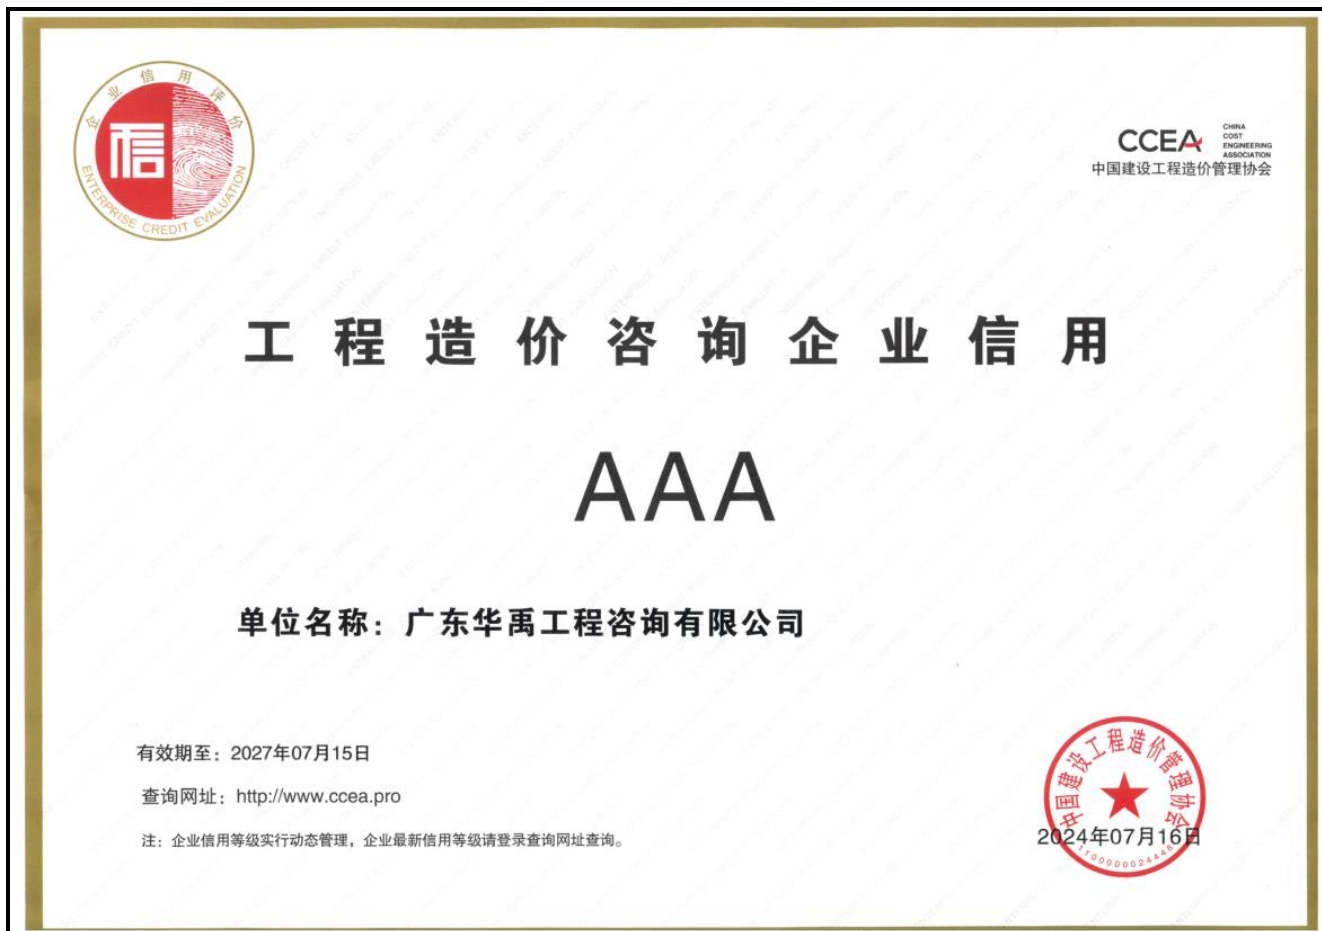 企业信用评价
信
ENTERPRISE CREDIT EVALUATION
CCEA
CHINA
COST
ENGINEERING
ASSOCIATION
中国建设工程造价管理协会
工程造价咨询企业信用
AAA
单位名称：广东华禹工程咨询有限公司
有效期至：2027年07月15日
查询网址：http://www.ccea.pro
注：企业信用等级实行动态管理，企业最新信用等级请登录查询网址查询。
中国建设工程造价管理协会
2024年07月16日